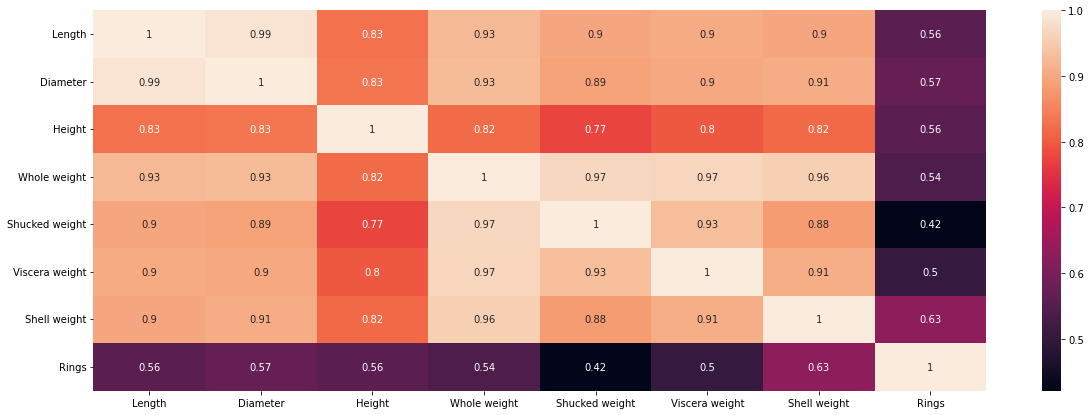 Length 1 0.99 0.83 0.93 0.9 0.9 0.9 0.56
Diameter 0.99 1 0.83 0.93 0.89 0.9 0.91 0.57
Height 0.83 0.83 1 0.82 0.77 0.8 0.82 0.56
Whole weight 0.93 0.93 0.82 1 0.97 0.97 0.96 0.54
Shucked weight 0.9 0.89 0.77 0.97 1 0.93 0.88 0.42
Viscera weight 0.9 0.9 0.8 0.97 0.93 1 0.91 0.5
Shell weight 0.9 0.91 0.82 0.96 0.88 0.91 1 0.63
Rings 0.56 0.57 0.56 0.54 0.42 0.5 0.63 1
Length Diameter Height Whole weight Shucked weight Viscera weight Shell weight Rings
1.0
0.9
0.8
0.7
0.6
0.5